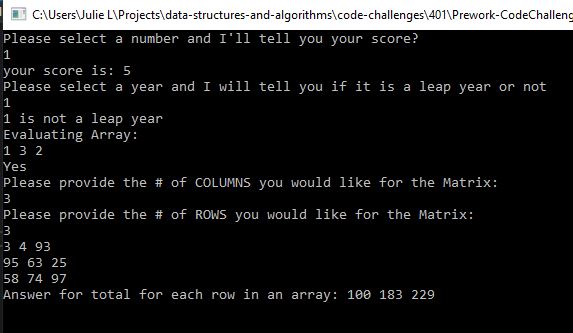 C:\Users\Julie L\Projects\data-structures-and-algorithms\code-challenges\401\Prework-CodeChalleng
Please select a number and I'll tell you your score?
1
your score is: 5
Please select a year and I will tell you if it is a leap year or not
1
1 is not a leap year
Evaluating Array:
1 3 2
Yes
Please provide the # of COLUMNS you would like for the Matrix:
3
Please provide the # of ROWS you would like for the Matrix:
3
3 4 93
95 63 25
58 74 97
Answer for total for each row in an array: 100 183 229